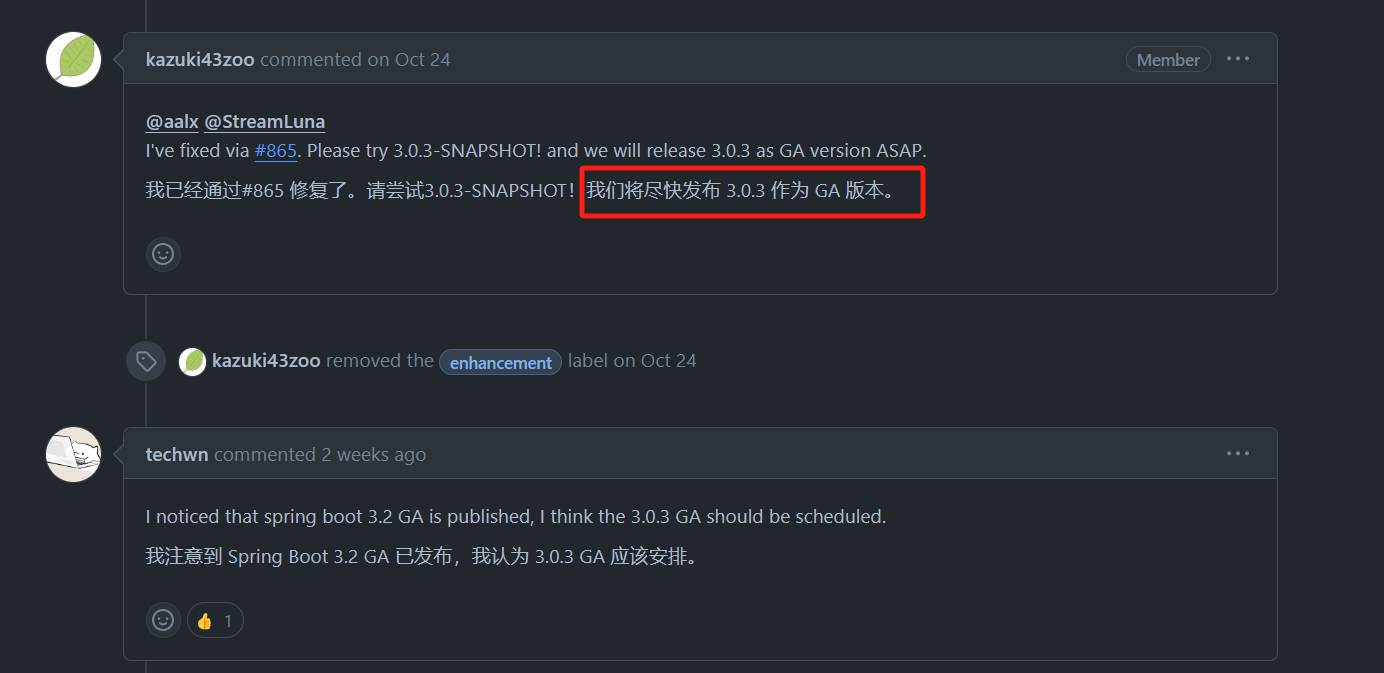 kazuki43zoo commented on Oct 24
Member
@aalx @StreamLuna
I've fixed via #865. Please try 3.0.3-SNAPSHOT! and we will release 3.0.3 as GA version ASAP.
我已经通过#865 修复了。请尝试3.0.3-SNAPSHOT！我们将尽快发布 3.0.3 作为 GA 版本。
kazuki43zoo removed the enhancement label on Oct 24
techwn commented 2 weeks ago
I noticed that spring boot 3.2 GA is published, I think the 3.0.3 GA should be scheduled.
我注意到 Spring Boot 3.2 GA 已发布，我认为 3.0.3 GA 应该安排。
1